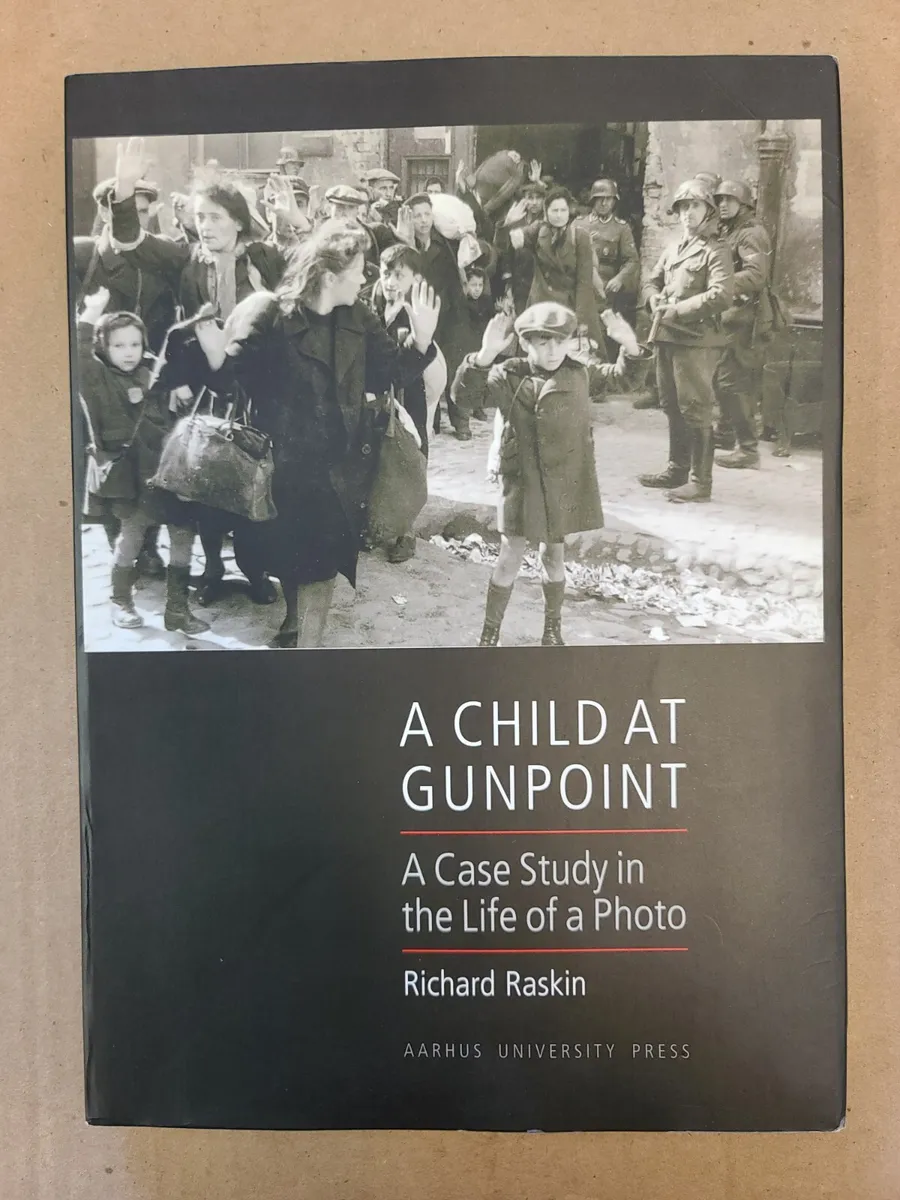 A CHILD AT
GUNPOINT
A Case Study in
the Life of a Photo
Richard Raskin
AARHUS UNIVERSITY PRESS